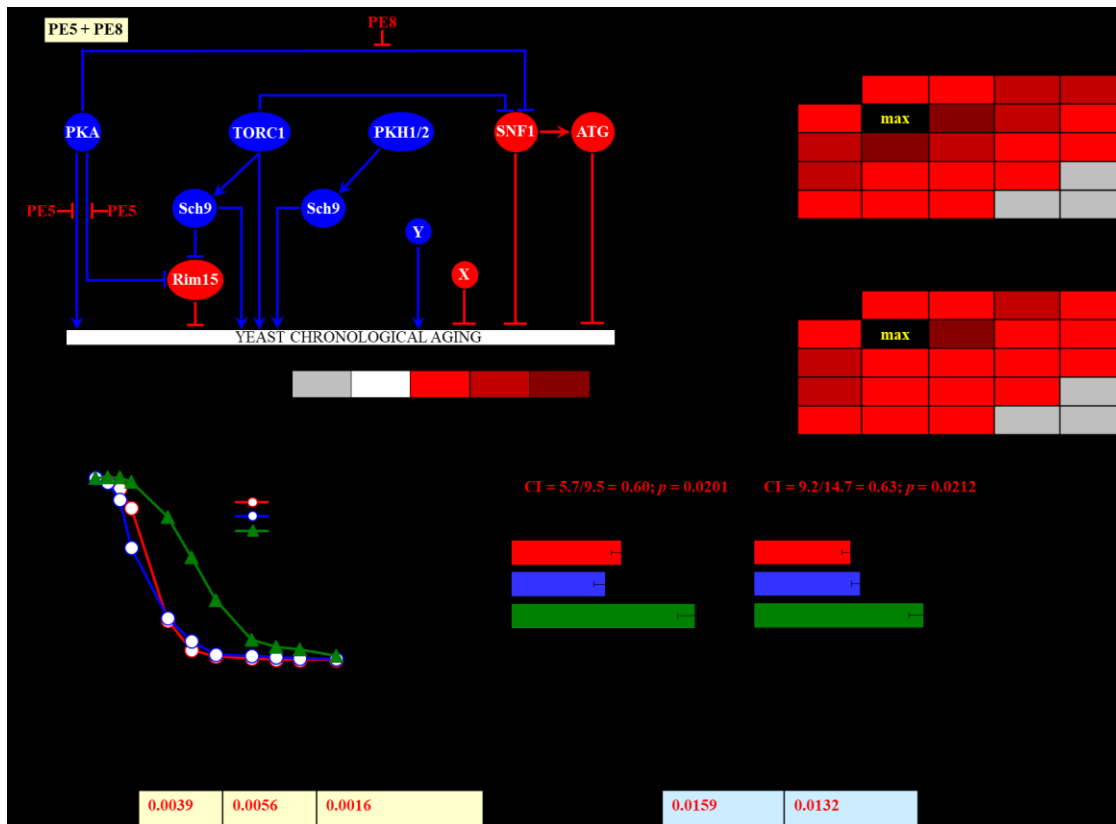 PE5 + PE8
PE8
PKA
TORC1
PKH1/2
SNF1
ATG
max
Sch9
Sch9
PE5
PE5
Y
Rim15
X
YEAST CHRONOLOGICAL AGING
max
CI = 5.7/9.5 = 0.60; p = 0.0201
CI = 9.2/14.7 = 0.63; p = 0.0212
0.0039
0.0056
0.0016
0.0159
0.0132